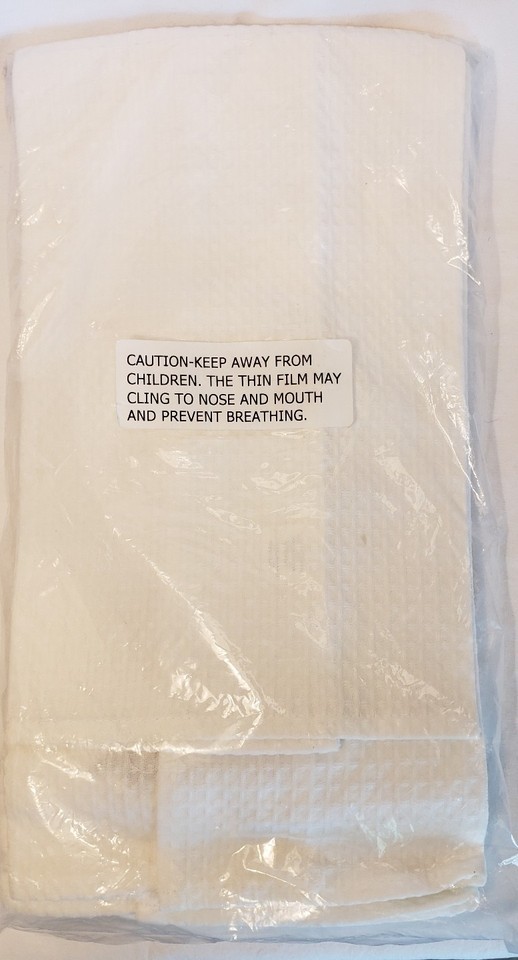 CAUTION-KEEP AWAY FROM
CHILDREN. THE THIN FILM MAY
CLING TO NOSE AND MOUTH
AND PREVENT BREATHING.